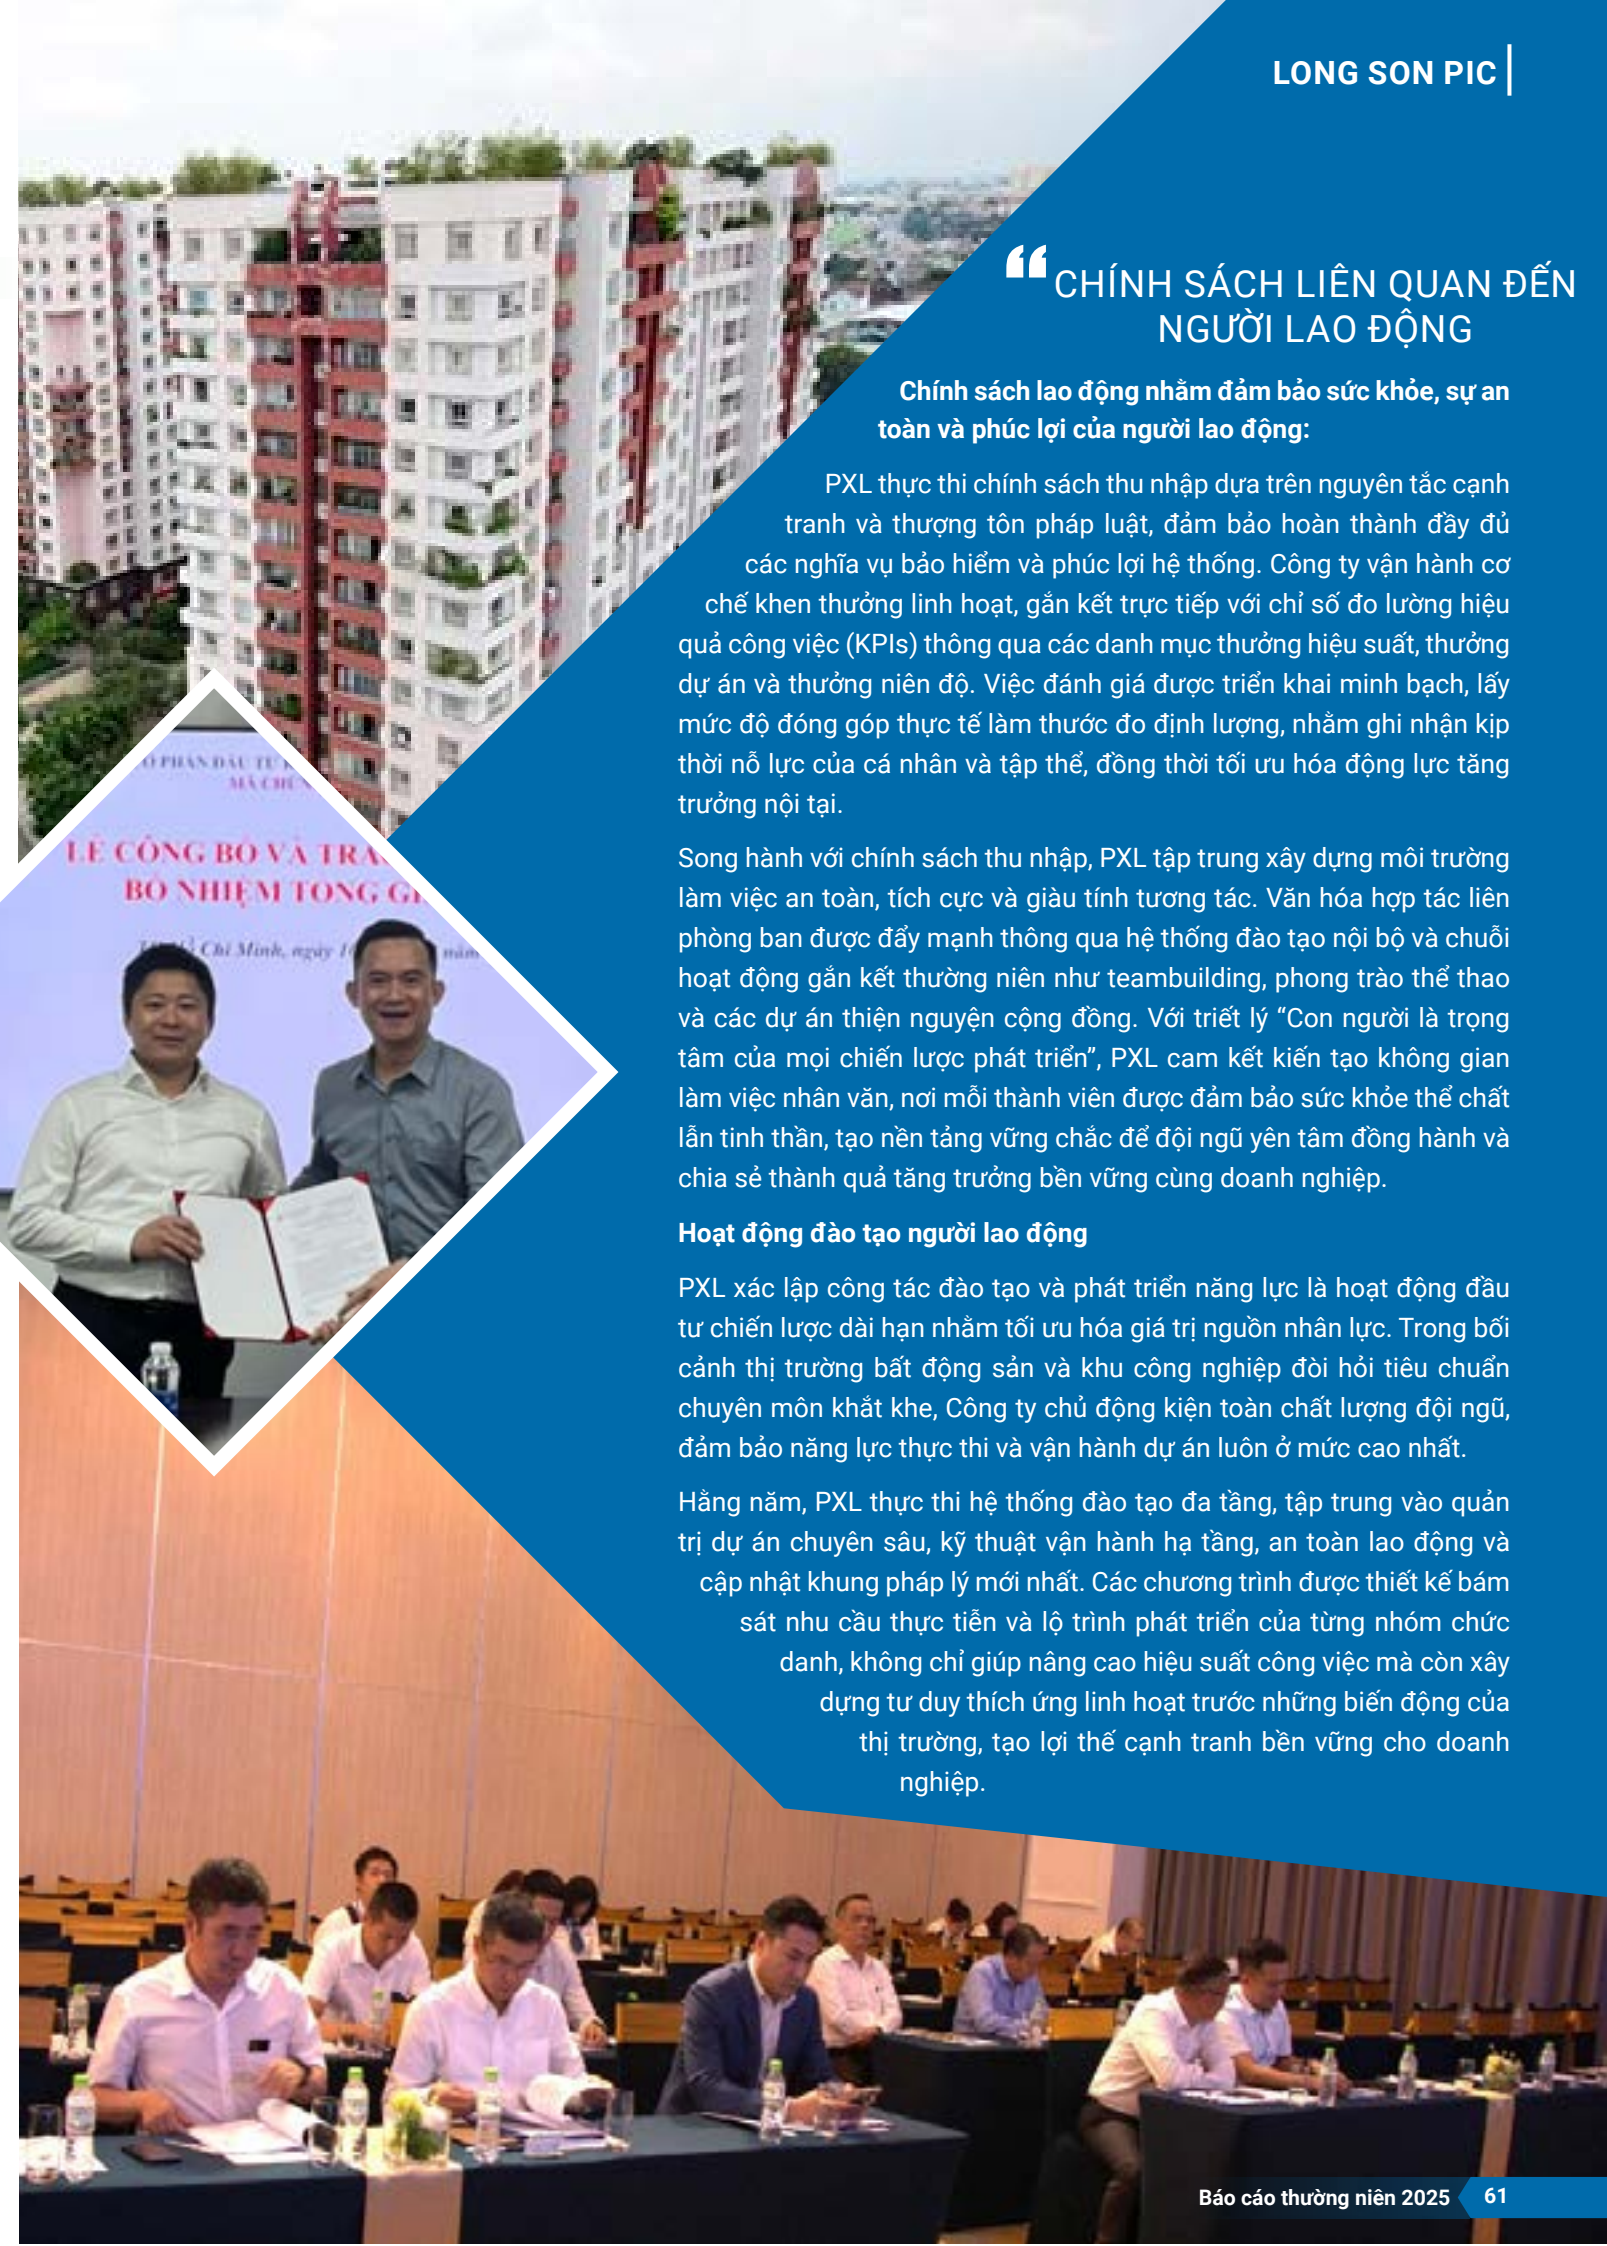 LONG SON PIC
CHÍNH SÁCH LIÊN QUAN ĐẾN
NGƯỜI LAO ĐỘNG
Chính sách lao động nhằm đảm bảo sức khỏe, sự an
toàn và phúc lợi của người lao động:
PXL thực thi chính sách thu nhập dựa trên nguyên tắc cạnh
tranh và thượng tôn pháp luật, đảm bảo hoàn thành đầy đủ
các nghĩa vụ bảo hiểm và phúc lợi hệ thống. Công ty vận hành cơ
chế khen thưởng linh hoạt, gắn kết trực tiếp với chỉ số đo lường hiệu
quả công việc (KPIs) thông qua các danh mục thưởng hiệu suất, thưởng
dự án và thưởng niên độ. Việc đánh giá được triển khai minh bạch, lấy
mức độ đóng góp thực tế làm thước đo định lượng, nhằm ghi nhận kịp
thời nỗ lực của cá nhân và tập thể, đồng thời tối ưu hóa động lực tăng
trưởng nội tại.
Song hành với chính sách thu nhập, PXL tập trung xây dựng môi trường
làm việc an toàn, tích cực và giàu tính tương tác. Văn hóa hợp tác liên
phòng ban được đẩy mạnh thông qua hệ thống đào tạo nội bộ và chuỗi
hoạt động gắn kết thường niên như teambuilding, phong trào thể thao
và các dự án thiện nguyện cộng đồng. Với triết lý “Con người là trọng
tâm của mọi chiến lược phát triển”, PXL cam kết kiến tạo không gian
làm việc nhân văn, nơi mỗi thành viên được đảm bảo sức khỏe thể chất
lẫn tinh thần, tạo nền tảng vững chắc để đội ngũ yên tâm đồng hành và
chia sẻ thành quả tăng trưởng bền vững cùng doanh nghiệp.
Hoạt động đào tạo người lao động
PXL xác lập công tác đào tạo và phát triển năng lực là hoạt động đầu
tư chiến lược dài hạn nhằm tối ưu hóa giá trị nguồn nhân lực. Trong bối
cảnh thị trường bất động sản và khu công nghiệp đòi hỏi tiêu chuẩn
chuyên môn khắt khe, Công ty chủ động kiện toàn chất lượng đội ngũ,
đảm bảo năng lực thực thi và vận hành dự án luôn ở mức cao nhất.
Hằng năm, PXL thực thi hệ thống đào tạo đa tầng, tập trung vào quản
trị dự án chuyên sâu, kỹ thuật vận hành hạ tầng, an toàn lao động và
cập nhật khung pháp lý mới nhất. Các chương trình được thiết kế bám
sát nhu cầu thực tiễn và lộ trình phát triển của từng nhóm chức
danh, không chỉ giúp nâng cao hiệu suất công việc mà còn xây
dựng tư duy thích ứng linh hoạt trước những biến động của
thị trường, tạo lợi thế cạnh tranh bền vững cho doanh
nghiệp.
PHẦN ĐẦU TƯ
MÃ
LỄ CÔNG BỐ VÀ
BỔ NHIỆM TỔNG
Chí Minh, ngày
năm
Báo cáo thường niên 2025
61